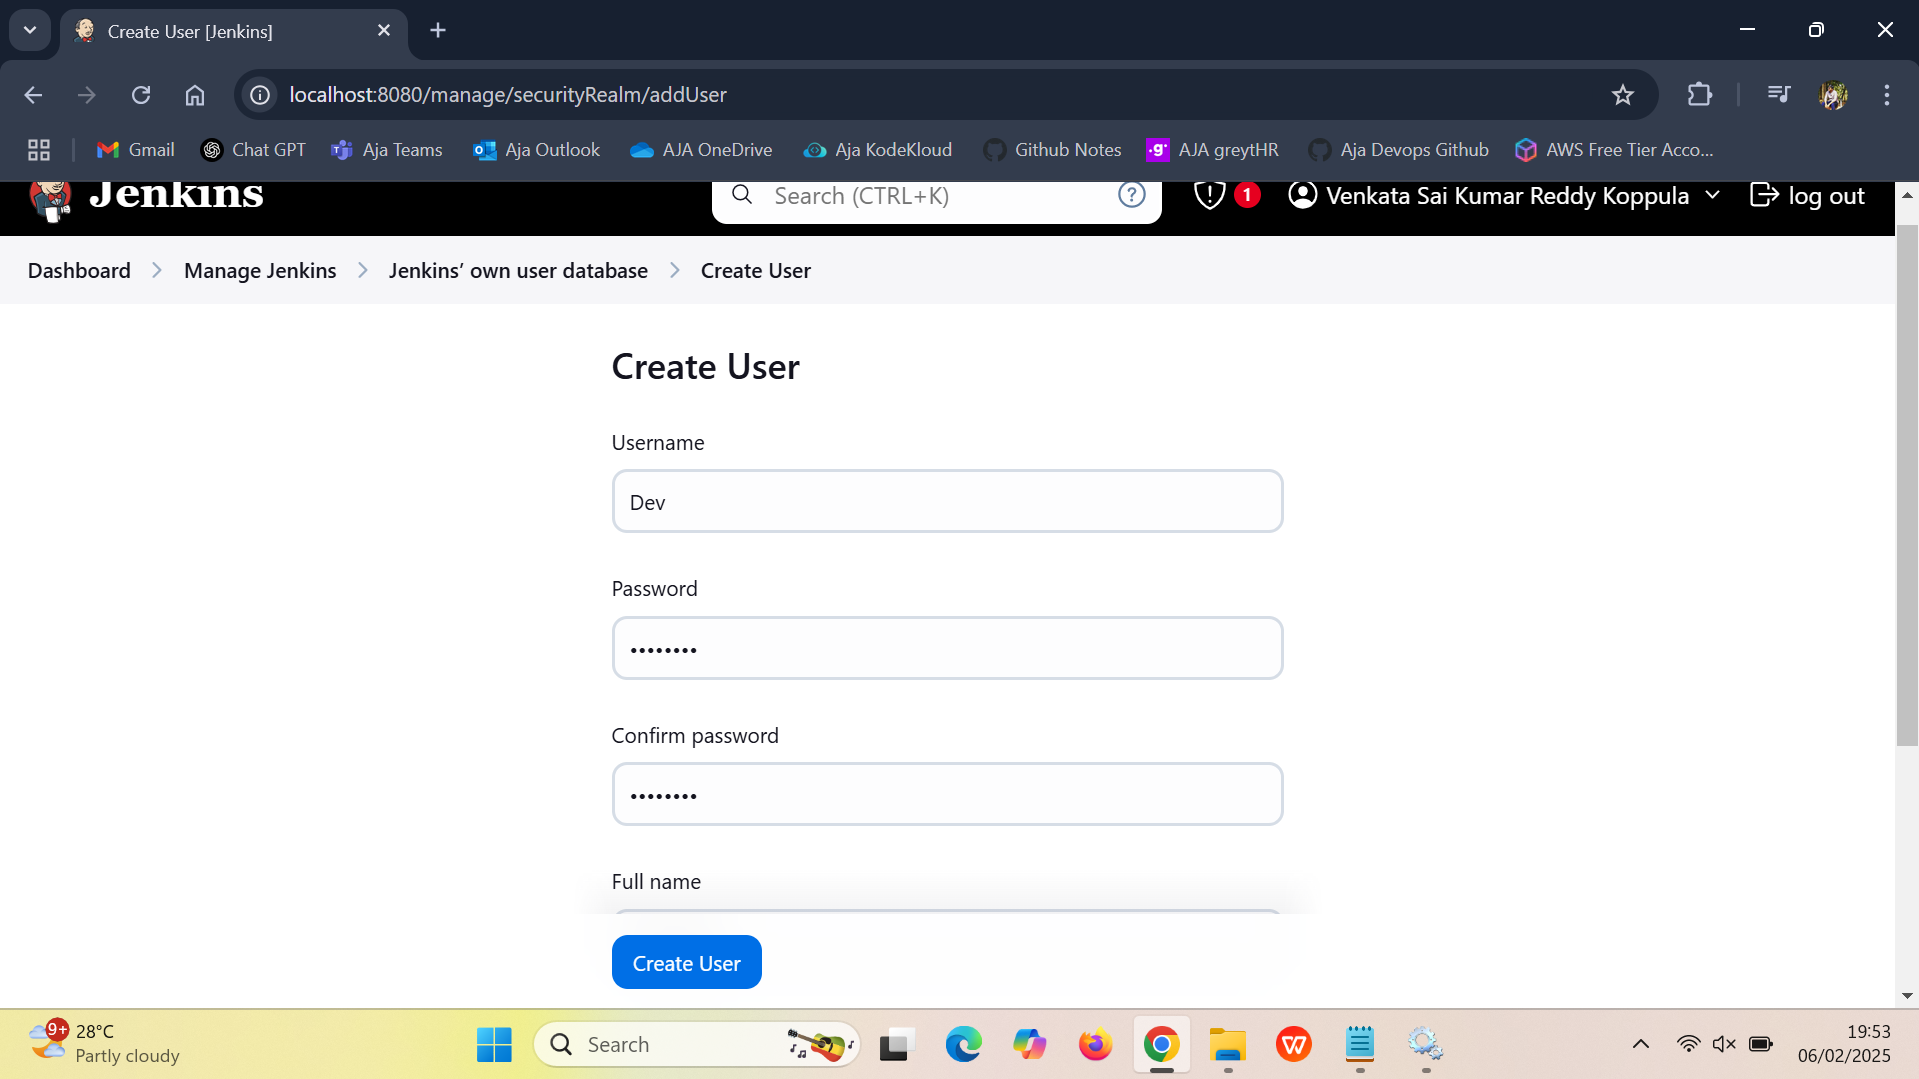 Create User [Jenkins]
localhost:8080/manage/securityRealm/addUser
Gmail Chat GPT Aja Teams Aja Outlook AJA OneDrive Aja KodeKloud Github Notes AJA greytHR Aja Devops Github AWS Free Tier Acco...
Jenkins Search (CTRL+K) 1 Venkata Sai Kumar Reddy Koppula log out
Dashboard Manage Jenkins Jenkins’ own user database Create User
Create User
Username
Dev
Password
••••••••
Confirm password
••••••••
Full name
Create User
9+ 28°C
Partly cloudy
Search
19:53
06/02/2025